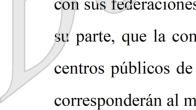 con sus federaciones
su parte, que la con
centros públicos de
corresponderán al m